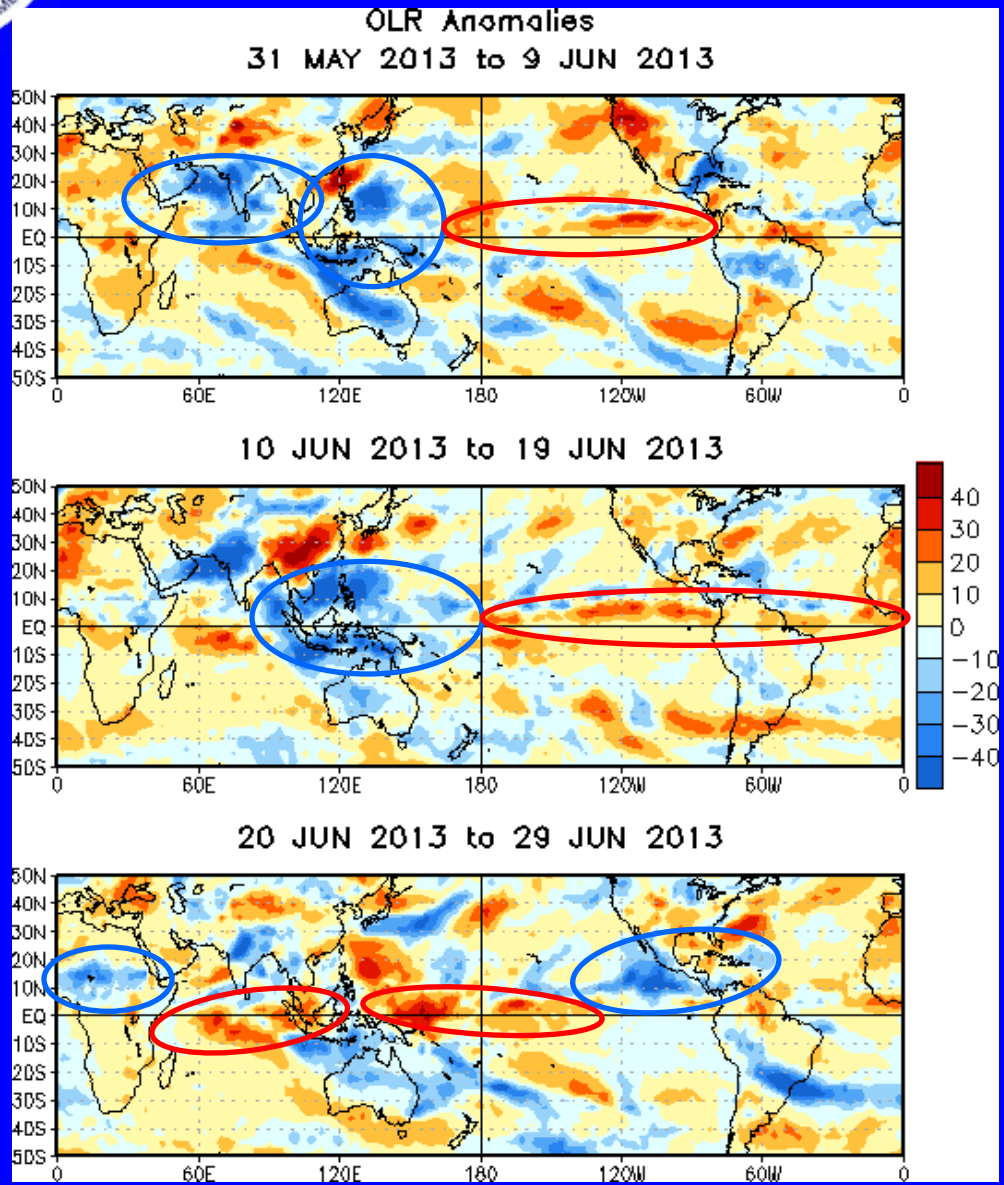 OLR Anomalies
31 MAY 2013 to 9 JUN 2013
50N
40N
30N
20N
10N
EQ
10S
20S
30S
40S
50S
0 60E 120E 180 120W 60W 0
10 JUN 2013 to 19 JUN 2013
50N
40N
30N
20N
10N
EQ
10S
20S
30S
40S
50S
0 60E 120E 180 120W 60W 0
40
30
20
10
0
-10
-20
-30
-40
20 JUN 2013 to 29 JUN 2013
50N
40N
30N
20N
10N
EQ
10S
20S
30S
40S
50S
0 60E 120E 180 120W 60W 0